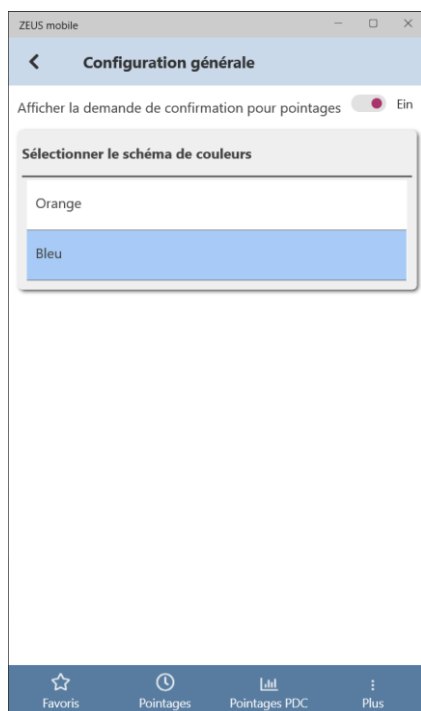 ZEUS mobile
Configuration générale
Afficher la demande de confirmation pour pointages Ein
Sélectionner le schéma de couleurs
Orange
Bleu
Favoris Pointages Pointages PDC Plus